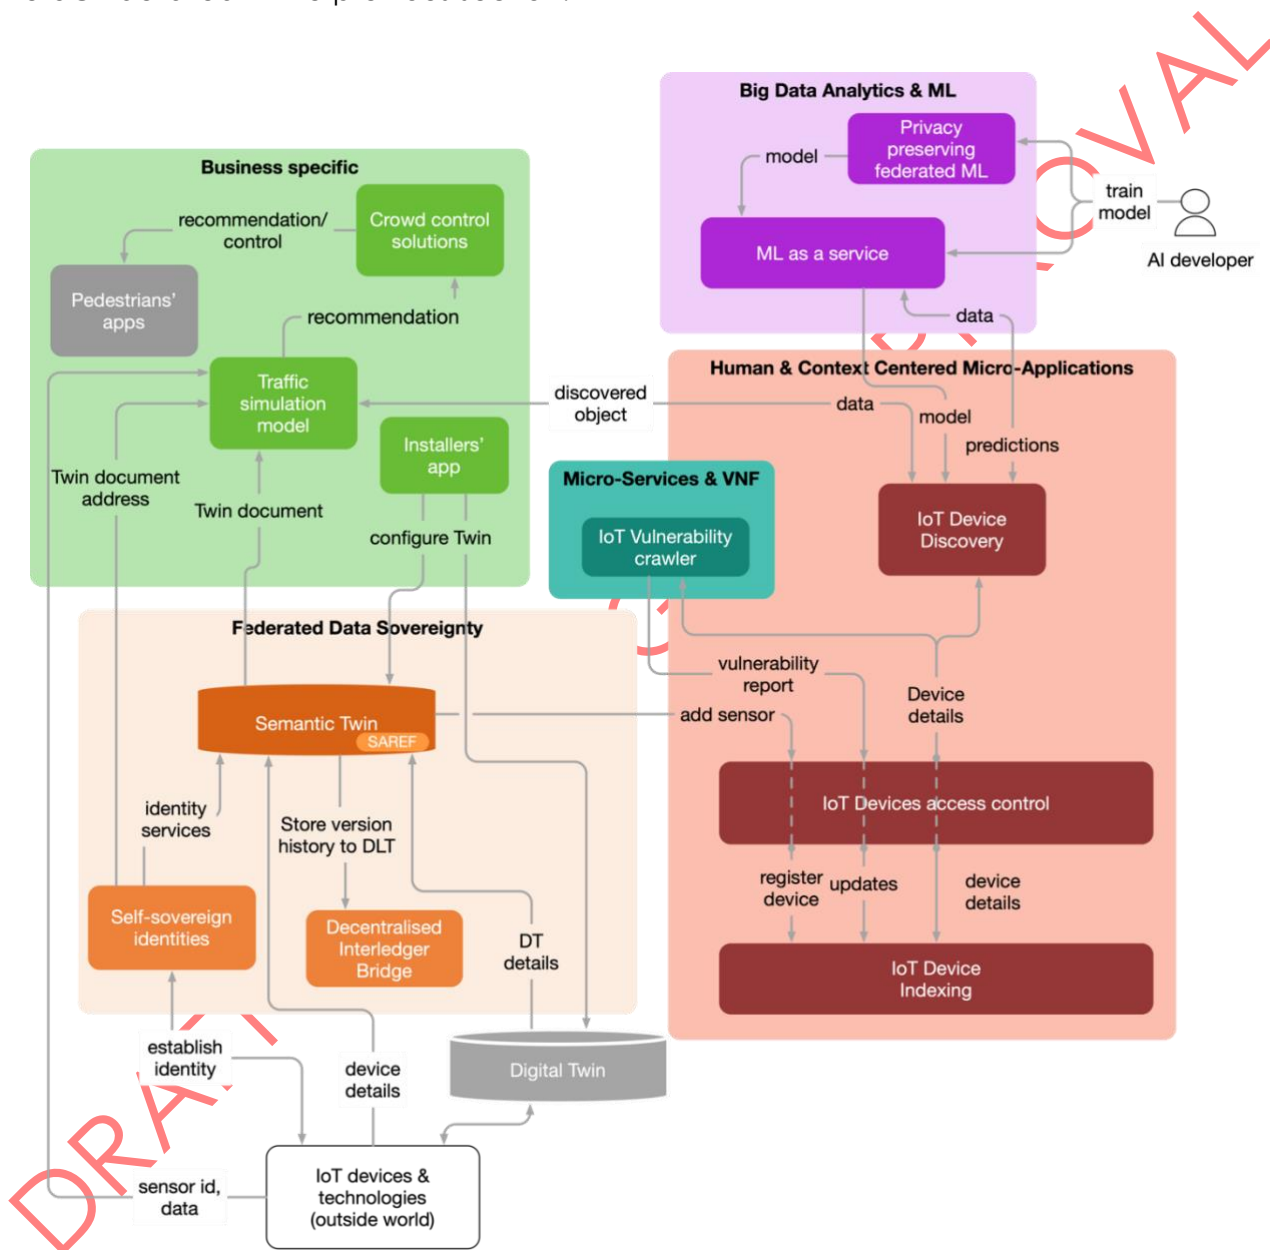 Big Data Analytics & ML
Privacy
preserving
federated ML
model
train
model
AI developer
ML as a service
data
Business specific
recommendation/
control
Crowd control
solutions
Pedestrians'
apps
recommendation
Traffic
simulation
model
Installers'
app
Twin document
address
Twin document
configure Twin
discovered
object
Human & Context Centered Micro-Applications
data
model
predictions
Micro-Services & VNF
IoT Vulnerability
crawler
IoT Device
Discovery
vulnerability
report
add sensor
Device
details
IoT Devices access control
register
device
updates
device
details
IoT Device
Indexing
Federated Data Sovereignty
Semantic Twin
SAREF
identity
services
Store version
history to DLT
Self-sovereign
identities
Decentralised
Interledger
Bridge
DT
details
establish
identity
device
details
Digital Twin
sensor id,
data
IoT devices &
technologies
(outside world)
DRAFT